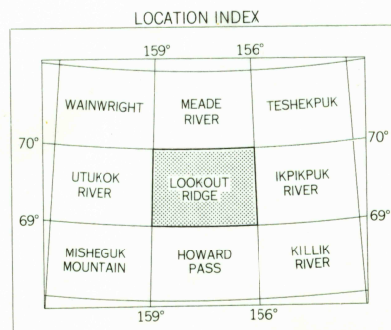 LOCATION INDEX
159° 156°
WAINWRIGHT MEADE RIVER TESHEKPUK
70° 70°
UTUKOK RIVER LOOKOUT RIDGE IKPIKPUK RIVER
69° 69°
MISHEGUK MOUNTAIN HOWARD PASS KILLIK RIVER
159° 156°